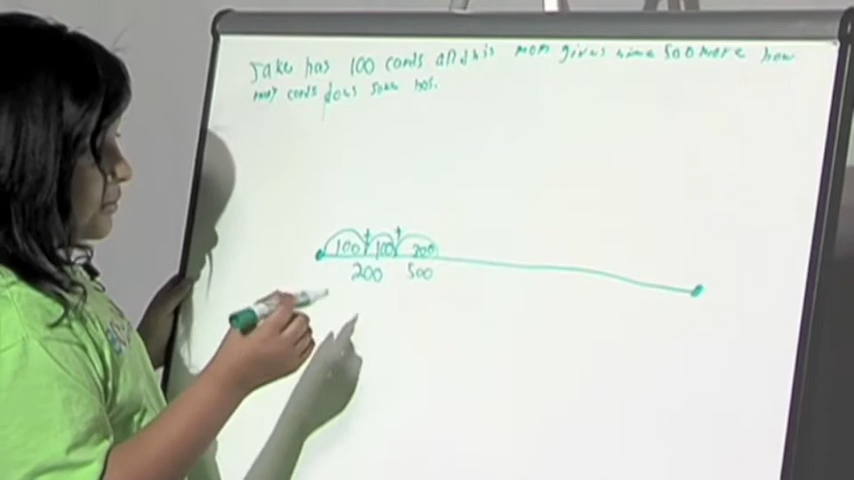 Jake has 100 cards and his mom gives hime 500 more how
many cards does Jake has.
100 + 100 + 200
200 500